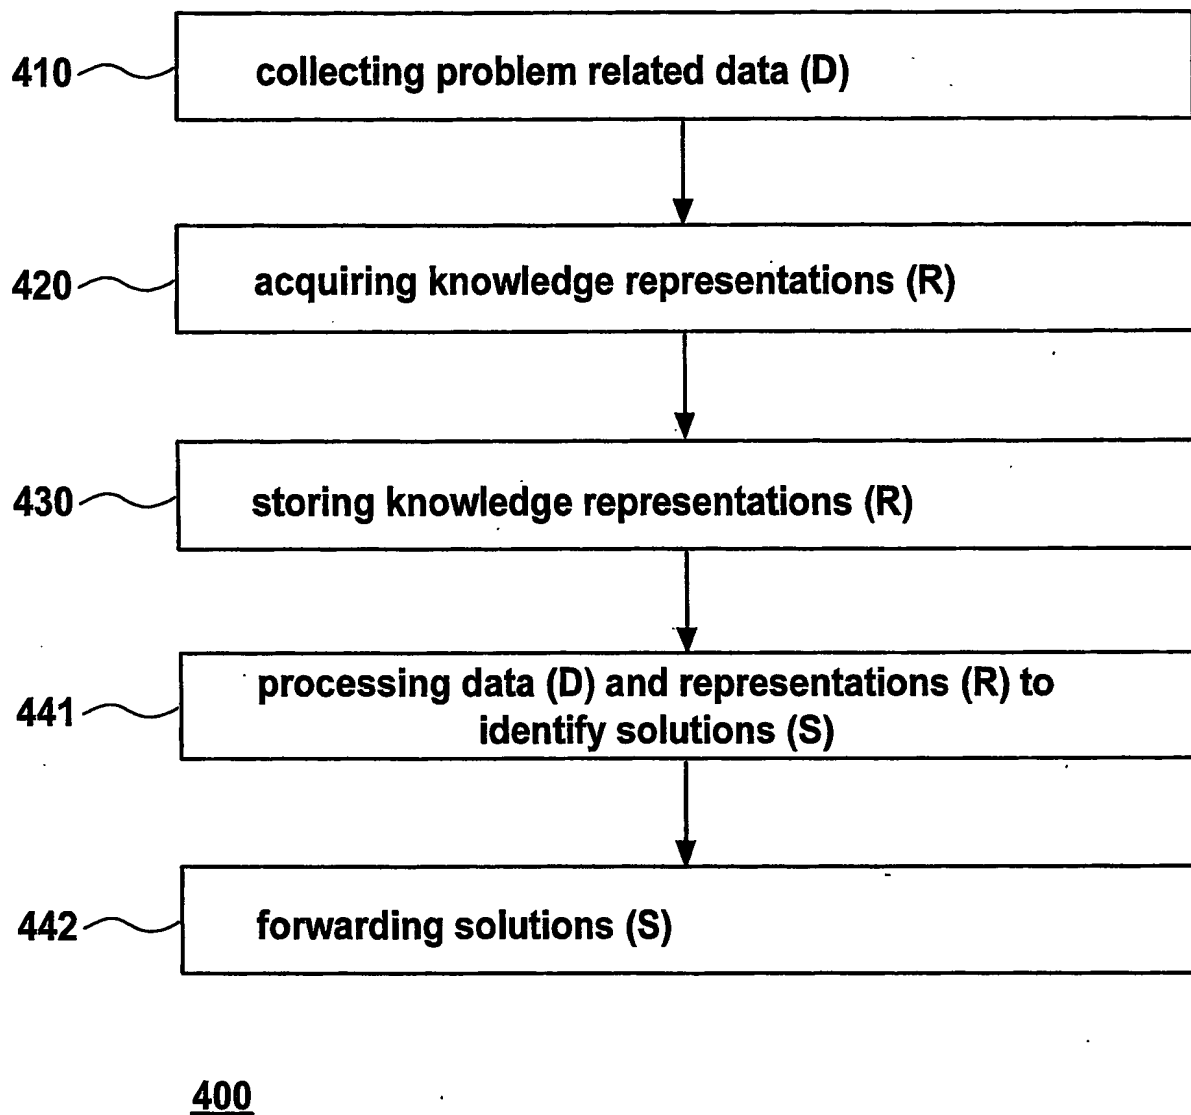 410 collecting problem related data (D)
420 acquiring knowledge representations (R)
430 storing knowledge representations (R)
441 processing data (D) and representations (R) to
identify solutions (S)
442 forwarding solutions (S)
400